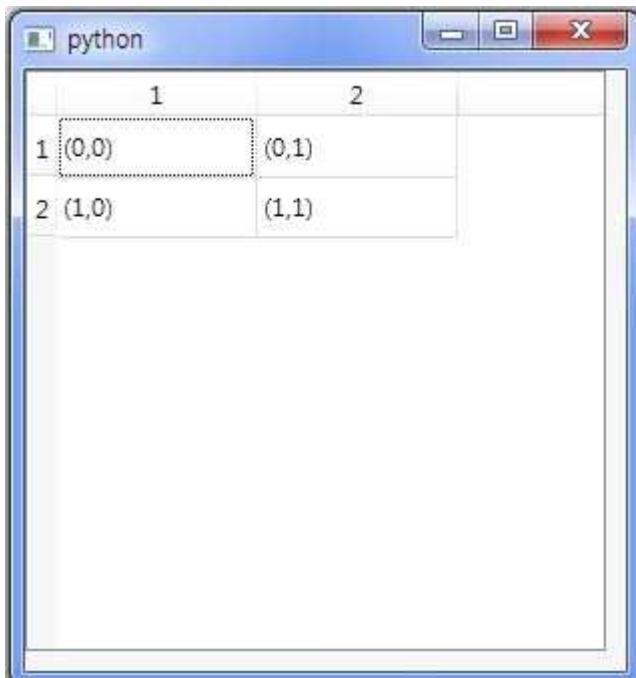 python
1 2
1 (0,0) (0,1)
2 (1,0) (1,1)